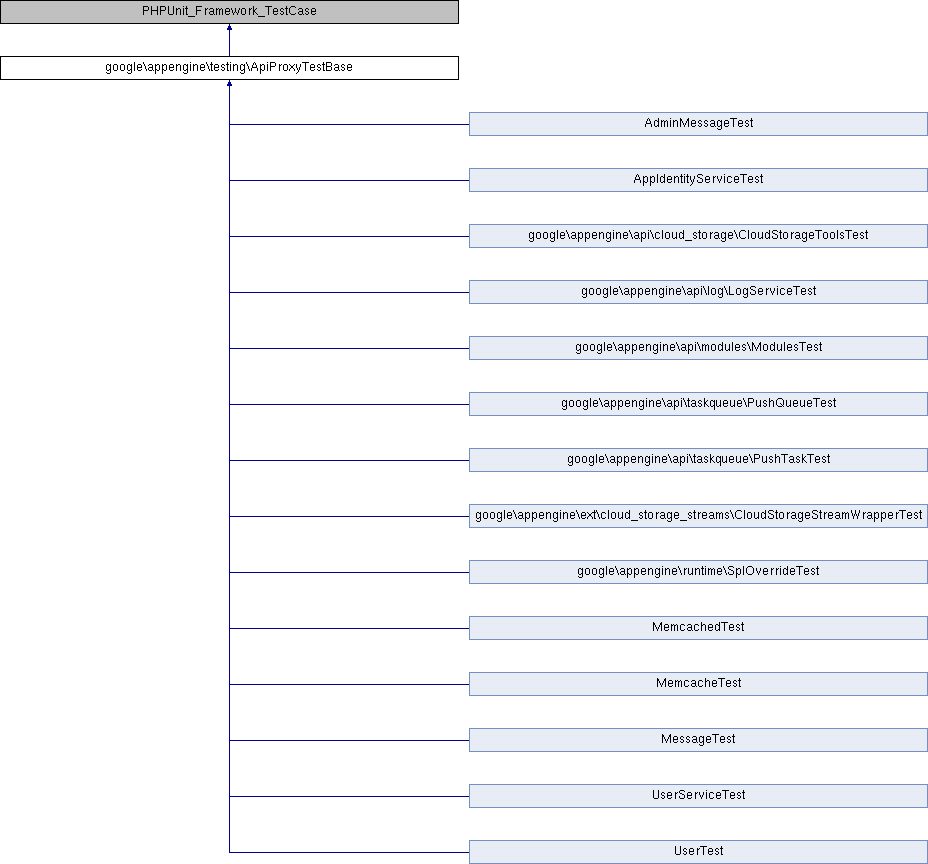 PHPUnit_Framework_TestCase
google\appengine\testing\ApiProxyTestBase
AdminMessageTest
AppIdentityServiceTest
google\appengine\api\cloud_storage\CloudStorageToolsTest
google\appengine\api\log\LogServiceTest
google\appengine\api\modules\ModulesTest
google\appengine\api\taskqueue\PushQueueTest
google\appengine\api\taskqueue\PushTaskTest
google\appengine\ext\cloud_storage_streams\CloudStorageStreamWrapperTest
google\appengine\runtime\SplOverrideTest
MemcachedTest
MemcacheTest
MessageTest
UserServiceTest
UserTest